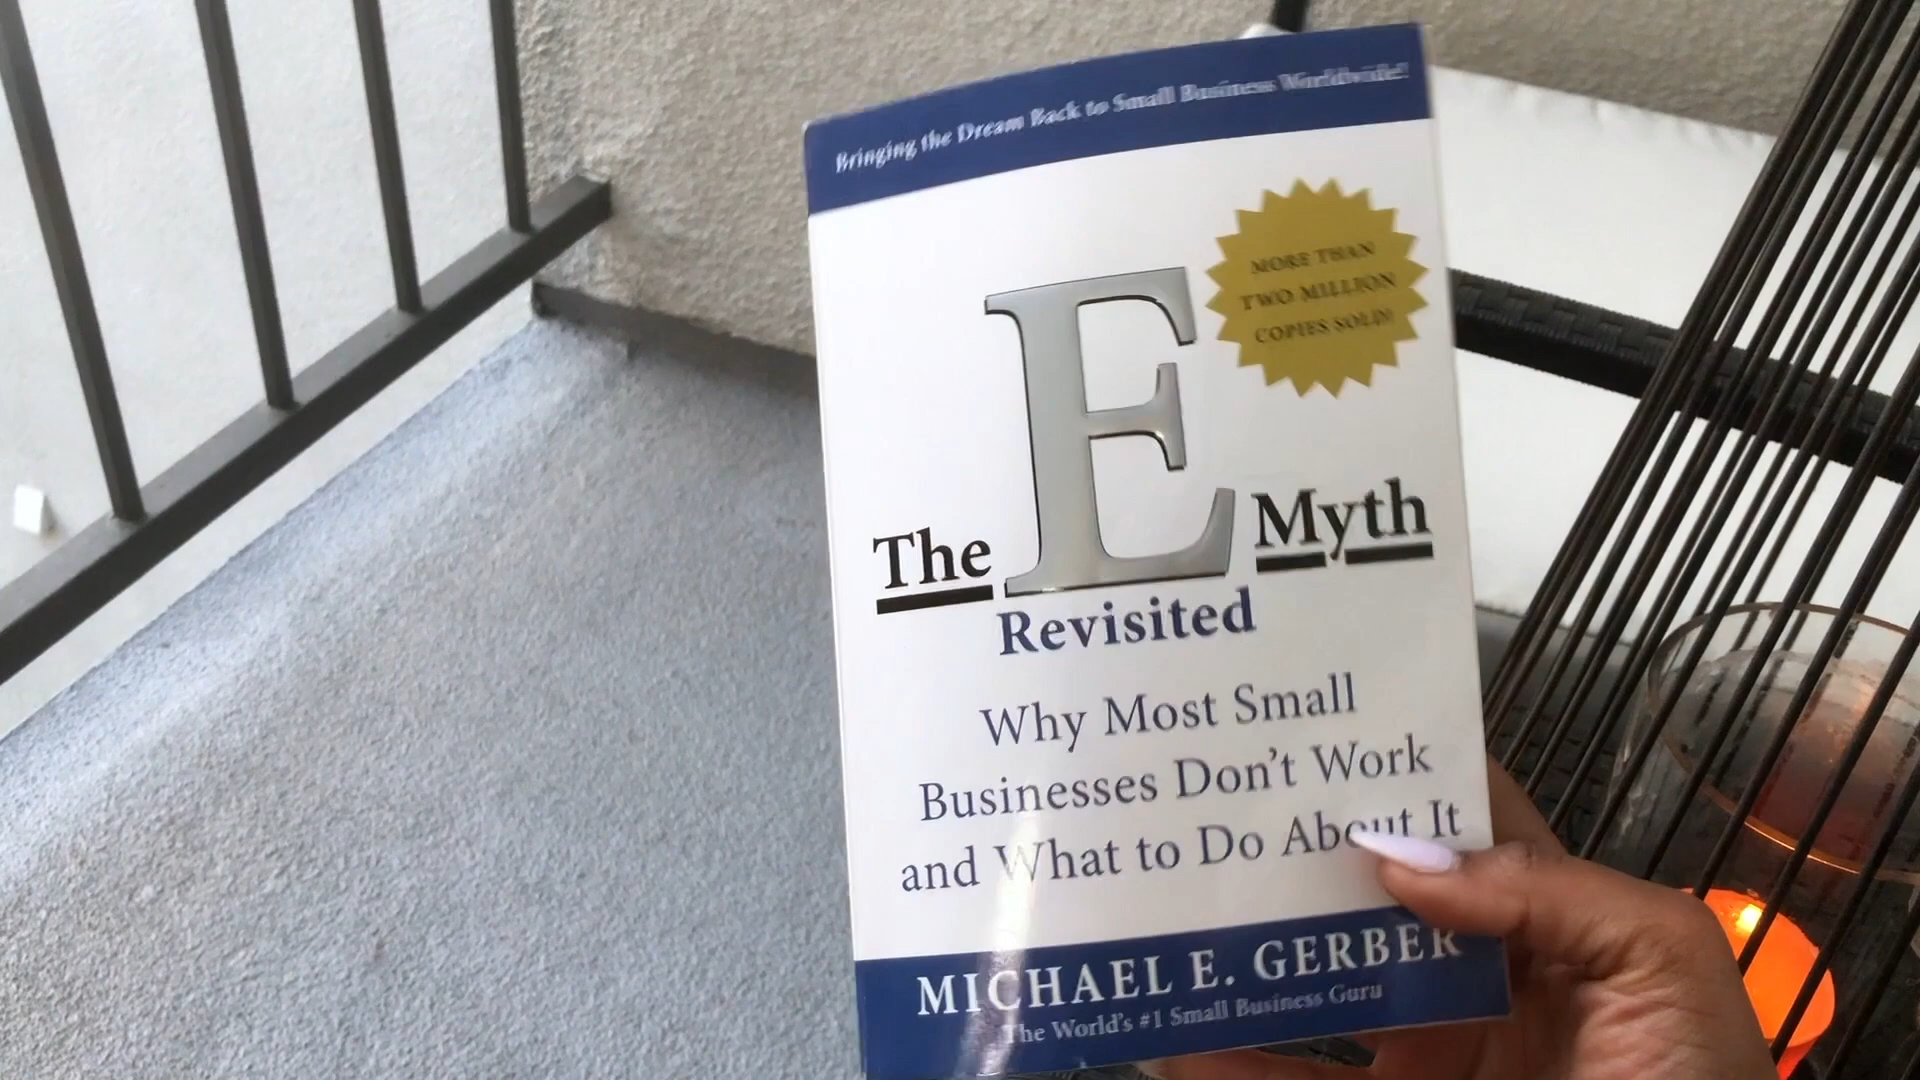 Bringing the Dream Back to Small Business Worldwide!
MORE THAN
TWO MILLION
COPIES SOLD!
The E Myth
Revisited
Why Most Small
Businesses Don't Work
and What to Do About It
MICHAEL E. GERBER
The World's #1 Small Business Guru